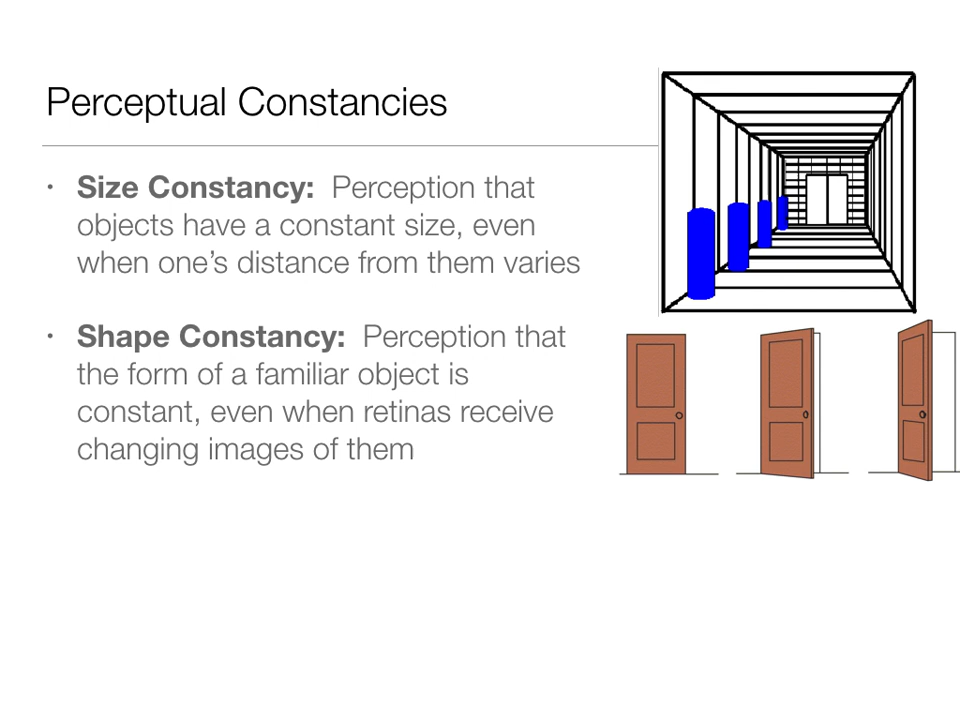 Perceptual Constancies
• Size Constancy:  Perception that
objects have a constant size, even
when one’s distance from them varies
• Shape Constancy:  Perception that
the form of a familiar object is
constant, even when retinas receive
changing images of them